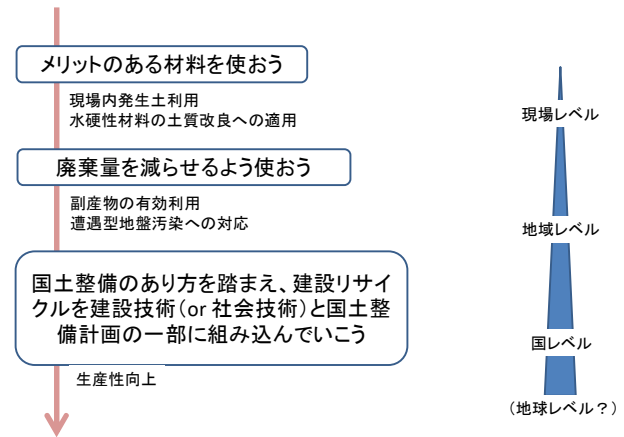 メリットのある材料を使おう
現場内発生土利用
水硬性材料の土質改良への適用
廃棄量を減らせるよう使おう
副産物の有効利用
遭遇型地盤汚染への対応
国土整備のあり方を踏まえ、建設リサイ
クルを建設技術(or 社会技術)と国土整
備計画の一部に組み込んでいこう
生産性向上
現場レベル
地域レベル
国レベル
(地球レベル？)